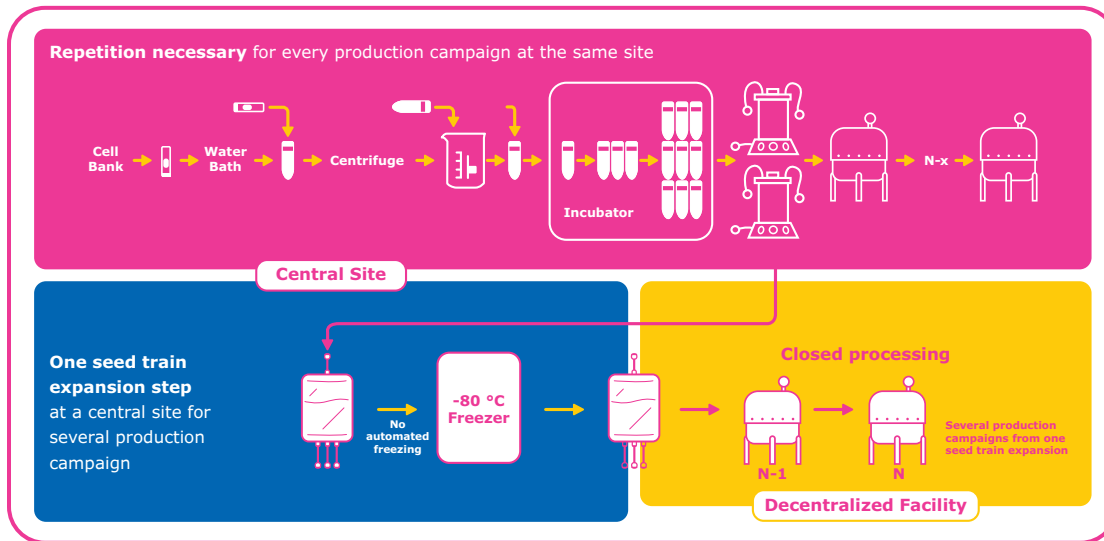 Repetition necessary for every production campaign at the same site
Cell
Bank
Water
Bath
Centrifuge
Incubator
N-x
Central Site
One seed train
expansion step
at a central site for
several production
campaign
No
automated
freezing
-80 °C
Freezer
Closed processing
N-1
N
Several production
campaigns from one
seed train expansion
Decentralized Facility